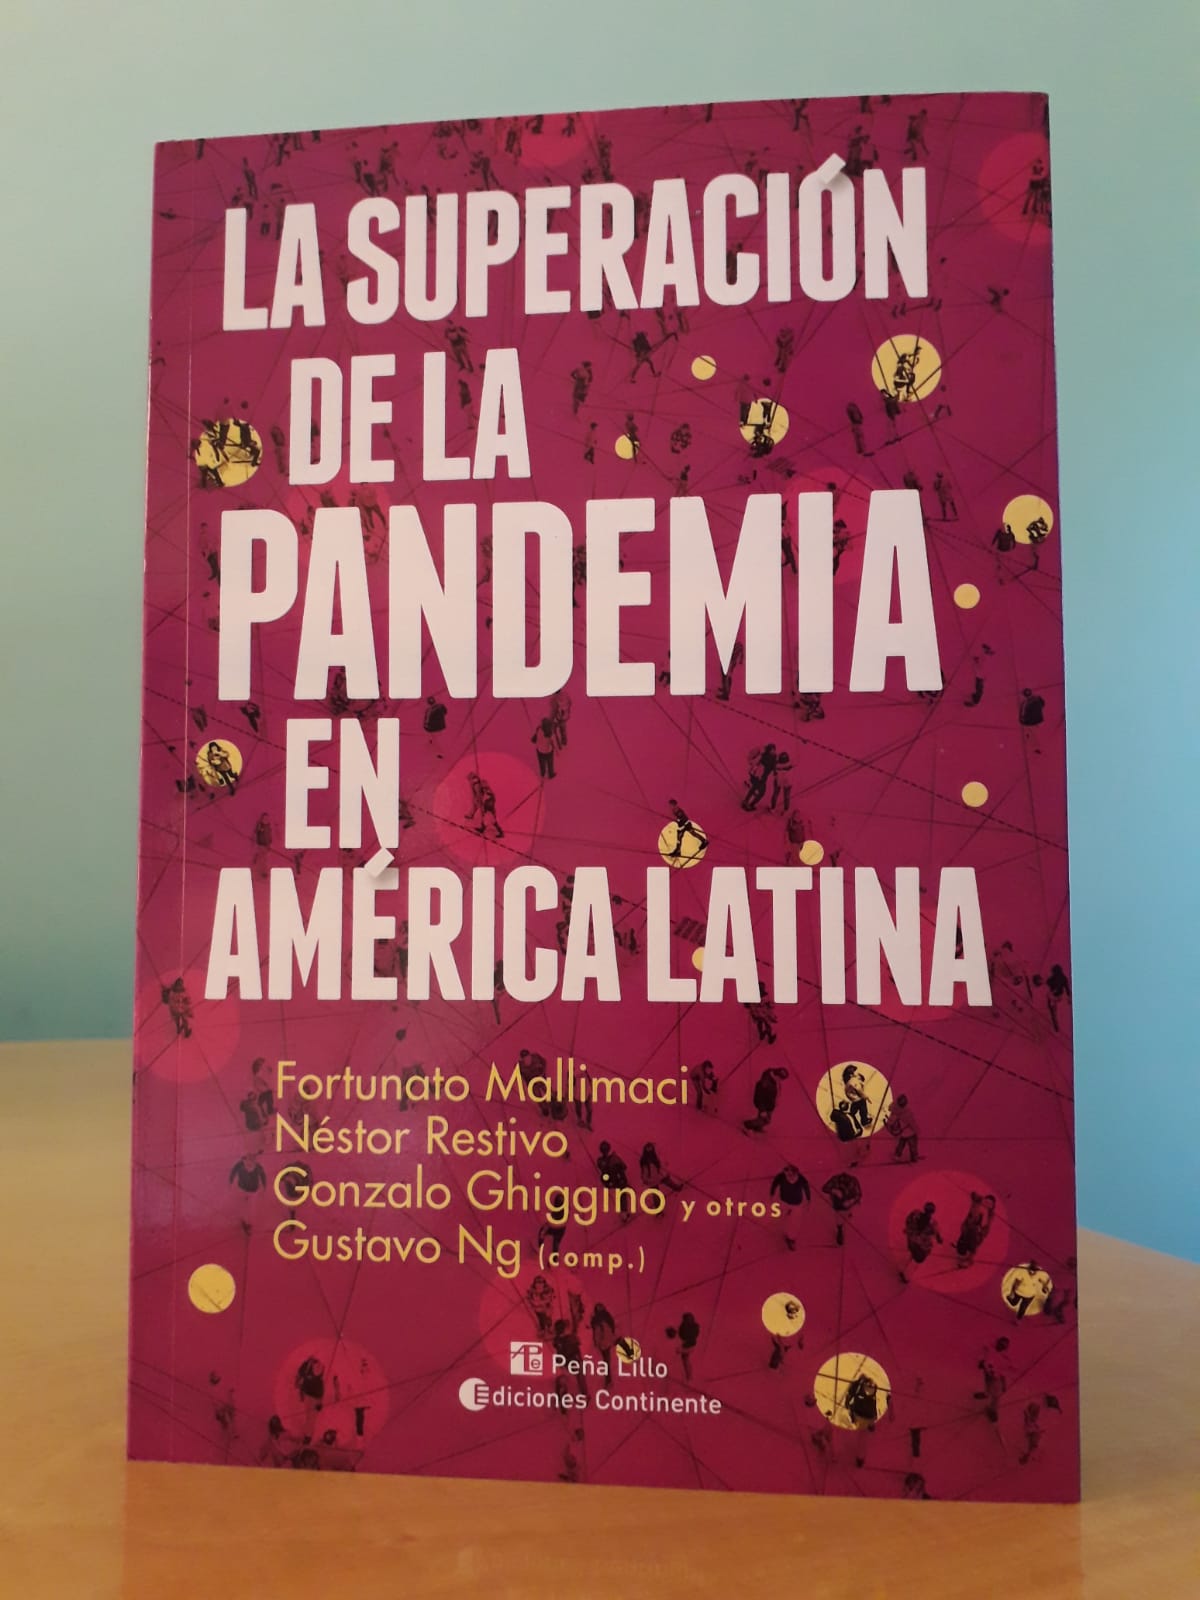 LA SUPERACIÓN
DE LA
PANDEMIA
EN
AMÉRICA LATINA
Fortunato Mallimaci
Néstor Restivo
Gonzalo Ghiggino y otros
Gustavo Ng (comp.)
APe Peña Lillo
Ediciones Continente